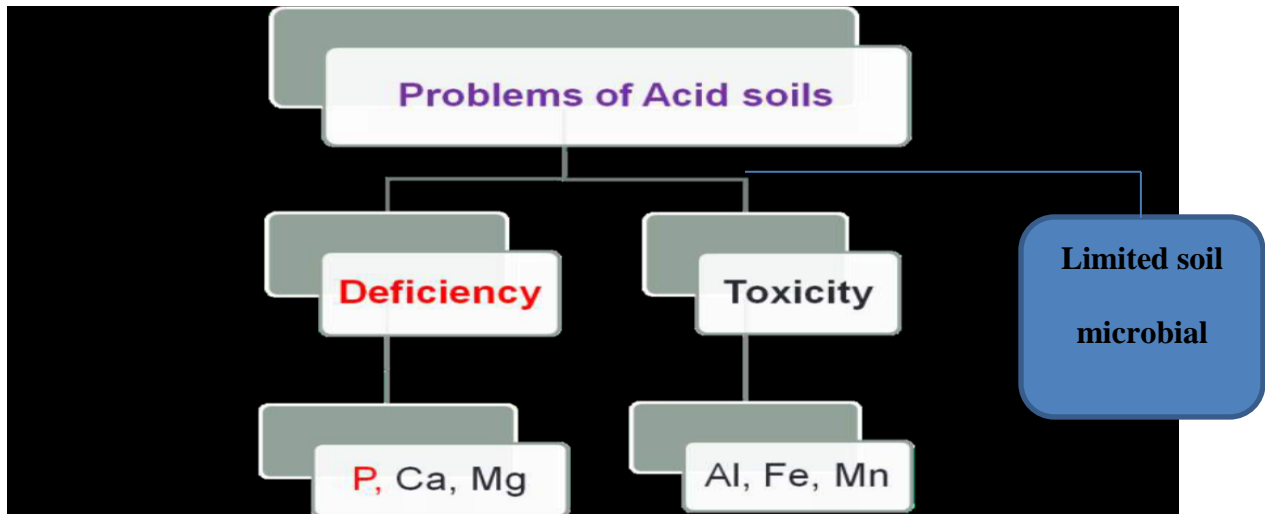 Problems of Acid soils
Deficiency
Toxicity
Limited soil
microbial
P, Ca, Mg
Al, Fe, Mn